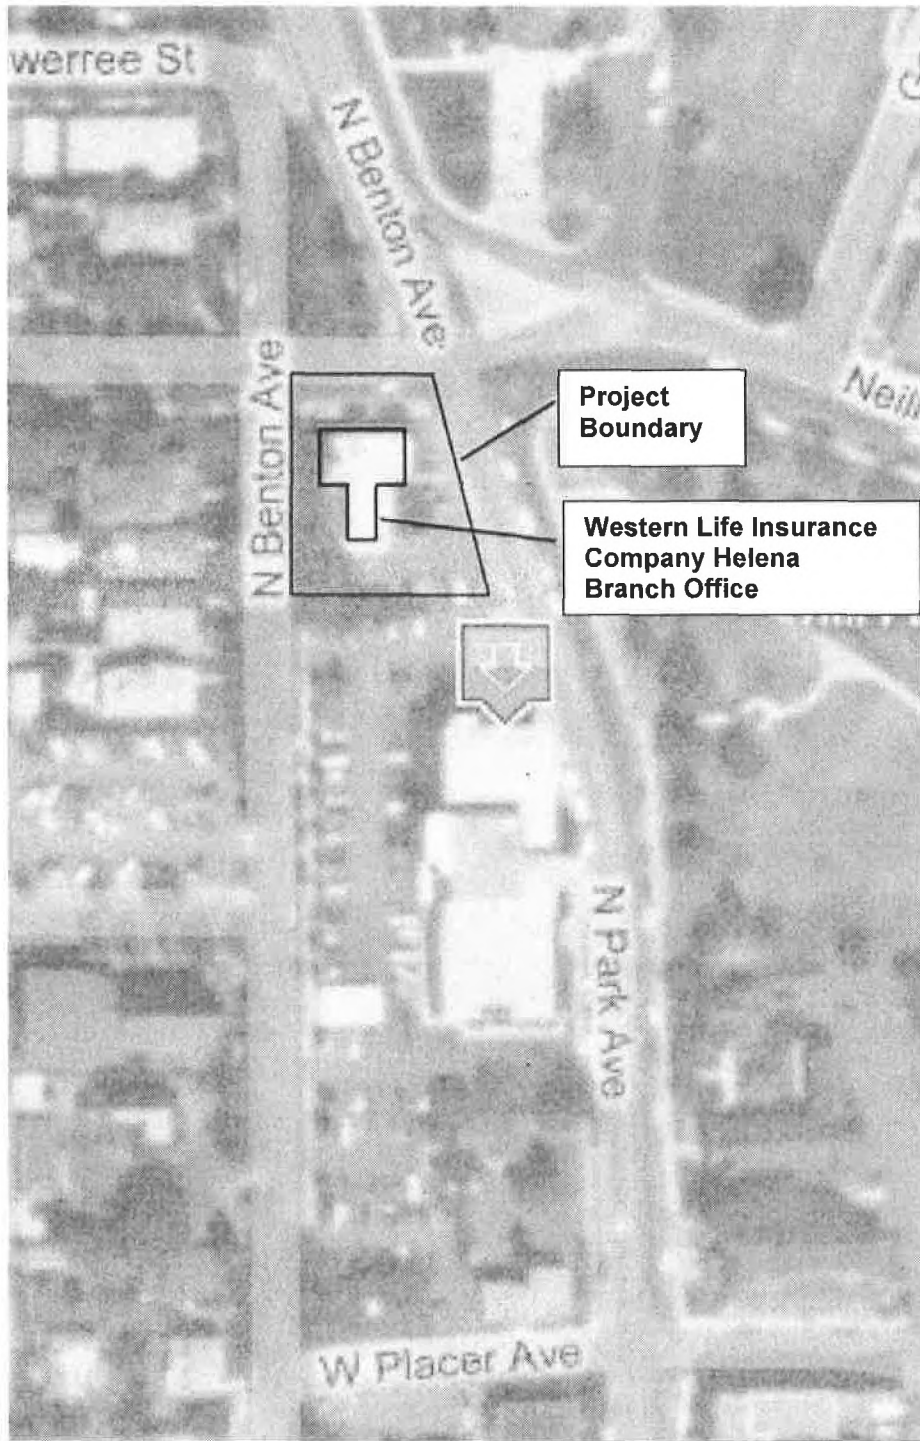 werree St
N Benton Ave
N Benton Ave
Project
Boundary
Western Life Insurance
Company Helena
Branch Office
N Park Ave
W Placer Ave